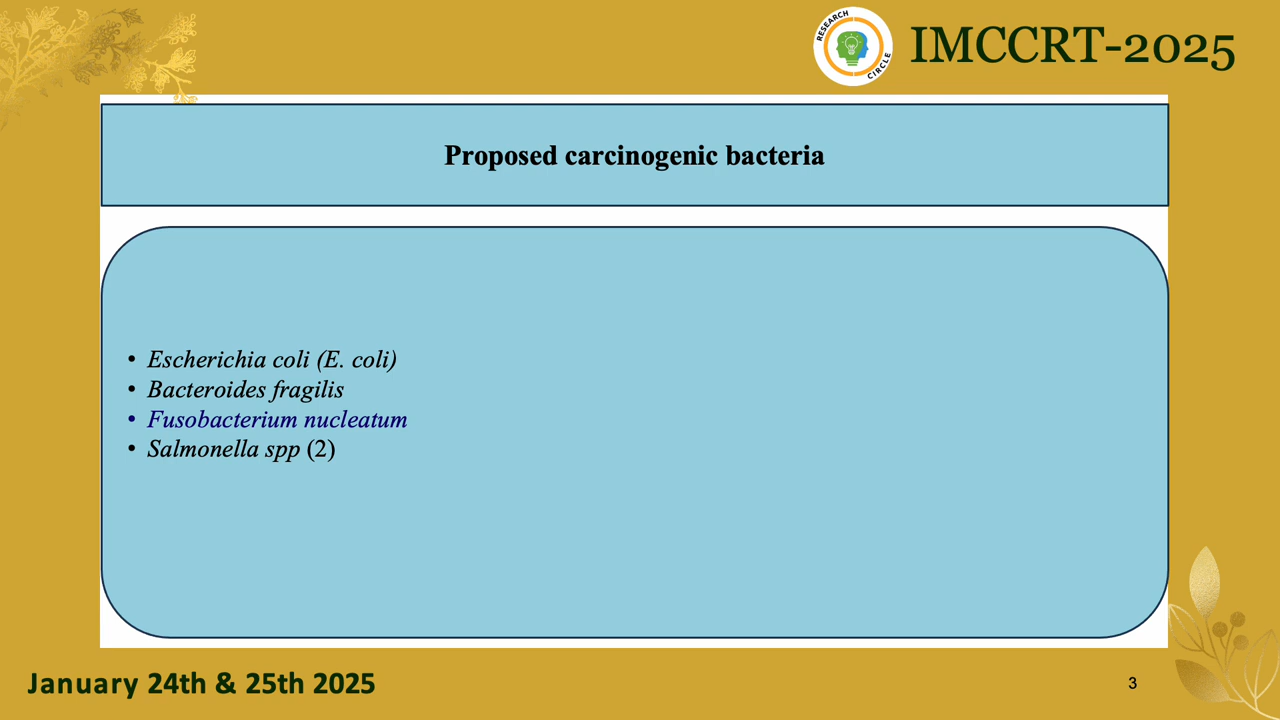 RESEARCH
CIRCLE
IMCCRT-2025
Proposed carcinogenic bacteria
• Escherichia coli (E. coli)
• Bacteroides fragilis
• Fusobacterium nucleatum
• Salmonella spp (2)
January 24th & 25th 2025
3